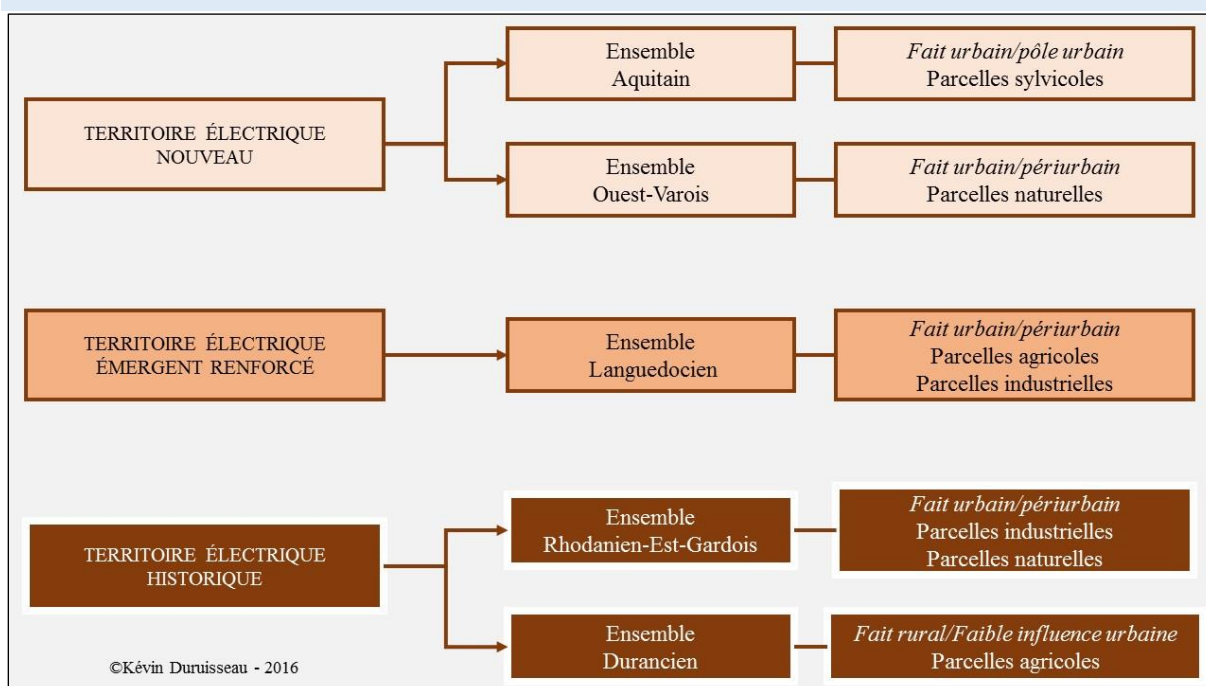 TERRITOIRE ÉLECTRIQUE
NOUVEAU
Ensemble
Aquitain
Fait urbain/pôle urbain
Parcelles sylvicoles
Ensemble
Ouest-Varois
Fait urbain/périurbain
Parcelles naturelles
TERRITOIRE ÉLECTRIQUE
ÉMERGENT RENFORCÉ
Ensemble
Languedocien
Fait urbain/périurbain
Parcelles agricoles
Parcelles industrielles
TERRITOIRE ÉLECTRIQUE
HISTORIQUE
Ensemble
Rhodanien-Est-Gardois
Fait urbain/périurbain
Parcelles industrielles
Parcelles naturelles
Ensemble
Durancien
Fait rural/Faible influence urbaine
Parcelles agricoles
©Kévin Duruisseau - 2016